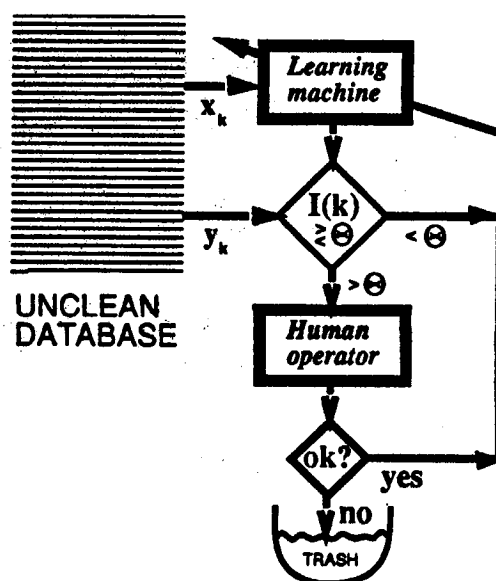 Learning
machine
x_k
I(k)
≷ Θ
y_k
< Θ
> Θ
UNCLEAN
DATABASE
Human
operator
ok?
yes
no
TRASH